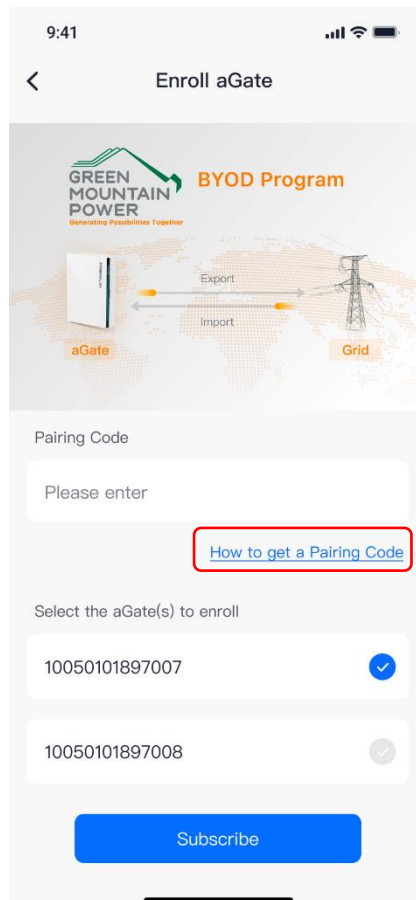 9:41
Enroll aGate
GREEN
MOUNTAIN
POWER
Generating Possibilities Together
BYOD Program
Export
Import
aGate
Grid
Pairing Code
Please enter
How to get a Pairing Code
Select the aGate(s) to enroll
10050101897007
10050101897008
Subscribe